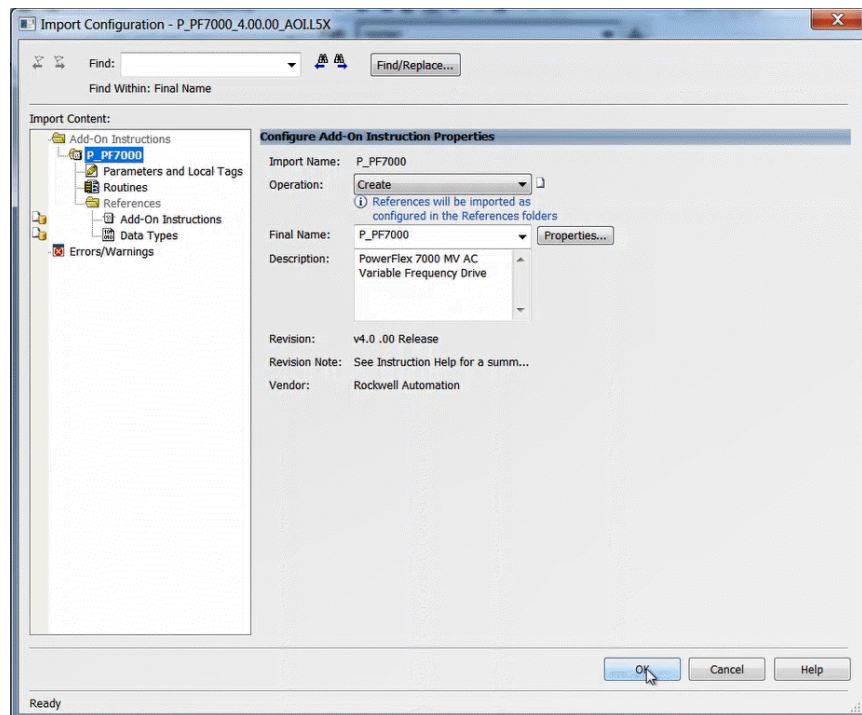 Import Configuration - P_PF7000_4.00.00_AOI.L5X
Find:
Find/Replace...
Find Within: Final Name
Import Content:
Add-On Instructions
P_PF7000
Parameters and Local Tags
Routines
References
Add-On Instructions
Data Types
Errors/Warnings
Configure Add-On Instruction Properties
Import Name: P_PF7000
Operation: Create
References will be imported as
configured in the References folders
Final Name: P_PF7000 Properties...
Description: PowerFlex 7000 MV AC
Variable Frequency Drive
Revision: v4.0 .00 Release
Revision Note: See Instruction Help for a summ...
Vendor: Rockwell Automation
OK Cancel Help
Ready